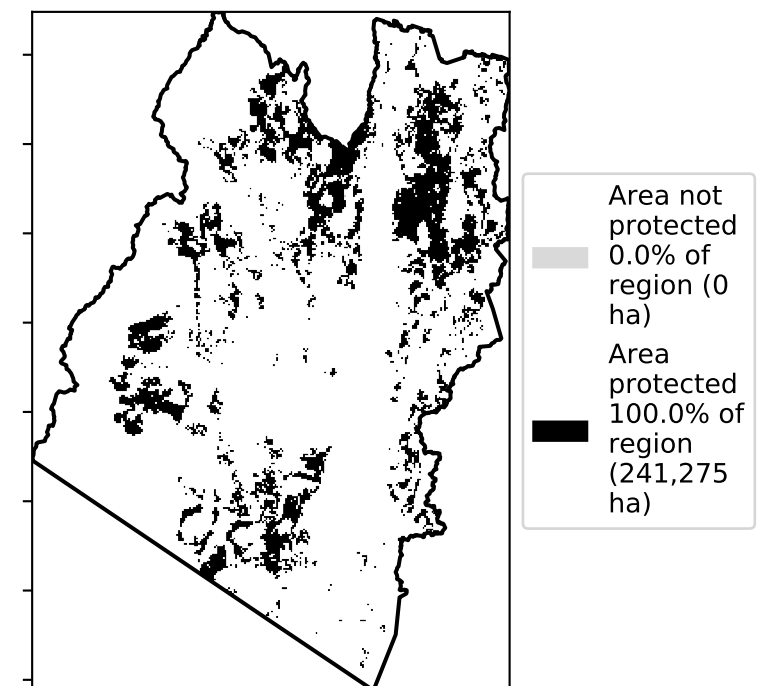 Area not
protected
0.0% of
region (0
ha)
Area
protected
100.0% of
region
(241,275
ha)